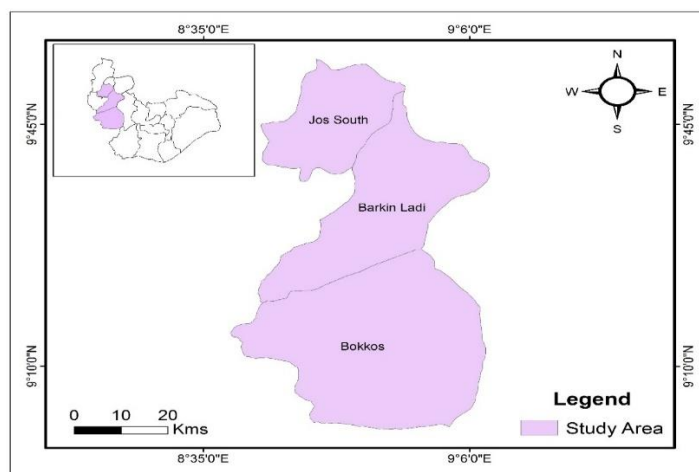 8°35'0"E
9°6'0"E
N
W
E
S
9°45'0"N
9°45'0"N
Jos South
Barkin Ladi
Bokkos
9°10'0"N
9°10'0"N
Legend
Study Area
0 10 20
Kms
8°35'0"E
9°6'0"E